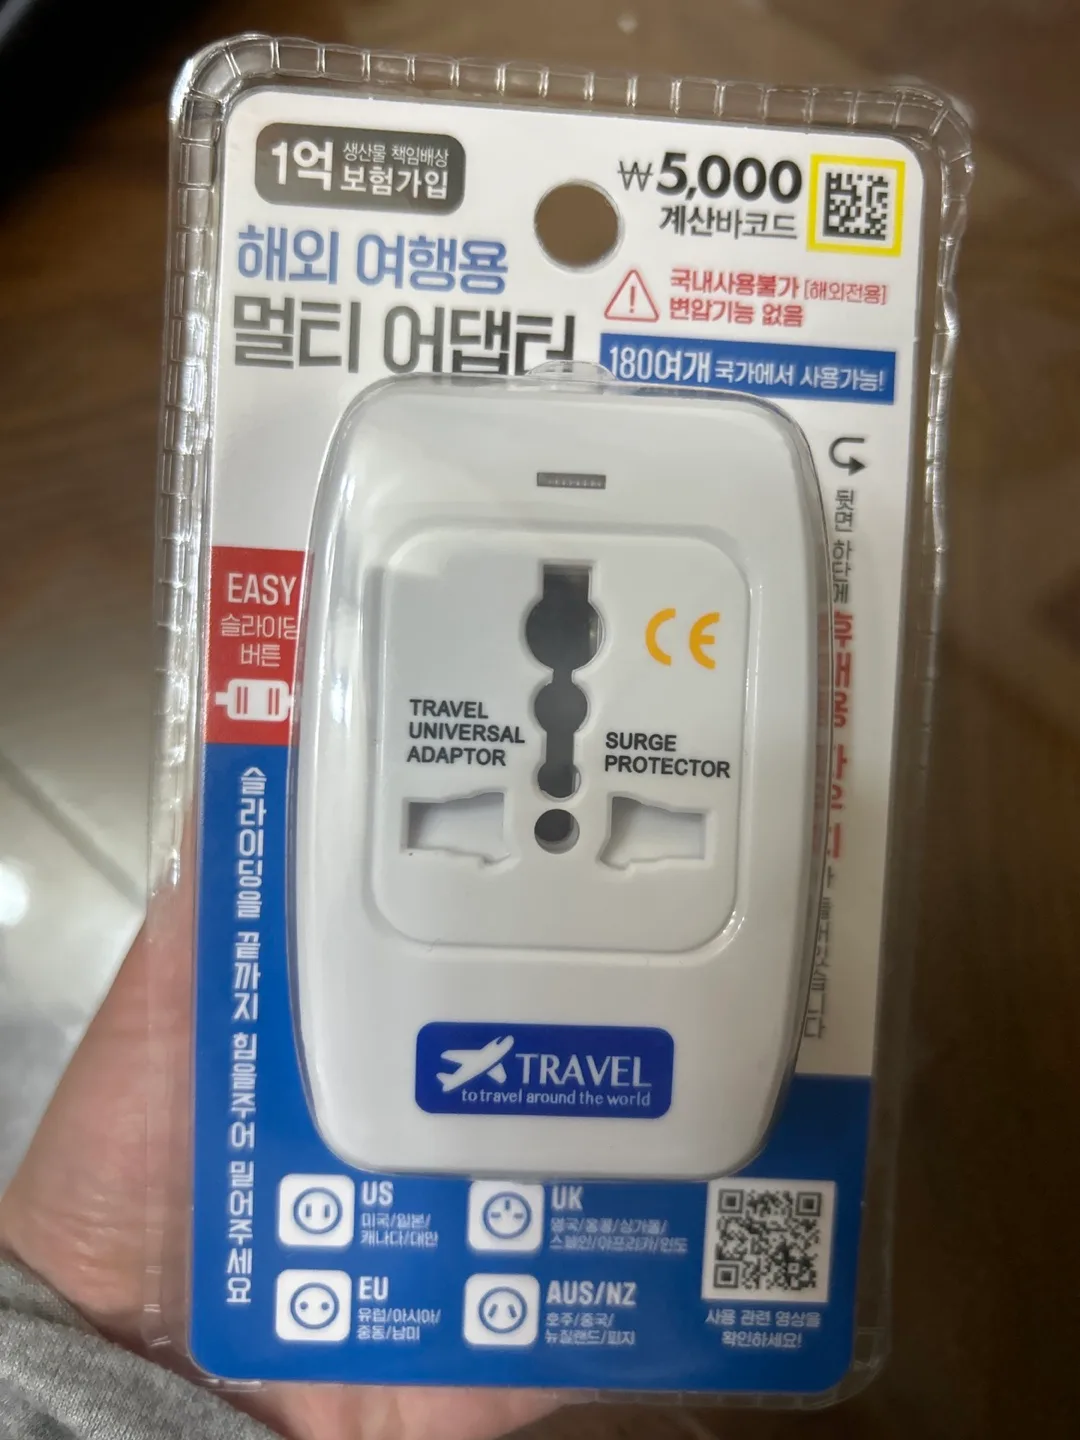 1억 생산물 책임배상
보험가입
₩5,000
계산바코드
해외 여행용
멀티 어댑터
국내사용불가 [해외전용]
변압기능 없음
180여개 국가에서 사용가능!
뒷면 하단에
EASY
슬라이딩
버튼
슬라이딩을 끝까지 힘을주어 밀어주세요
CE
TRAVEL
UNIVERSAL
ADAPTOR
SURGE
PROTECTOR
TRAVEL
to travel around the world
US
미국/일본/
캐나다/대만
UK
영국/홍콩/싱가폴/
스페인/아프리카/인도
EU
유럽/아시아/
중동/남미
AUS/NZ
호주/중국/
뉴질랜드/피지
사용 관련 영상을
확인하세요!